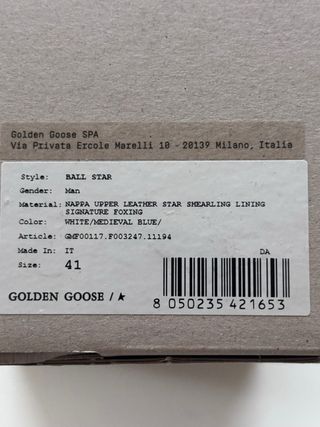 Golden Goose SPA
Via Privata Ercole Marelli 10 - 20139 Milano, Italia
Style: BALL STAR
Gender: Man
Material: NAPPA UPPER LEATHER STAR SHEARLING LINING
SIGNATURE FOXING
Color: WHITE/MEDIEVAL BLUE/
Article: GMF00117.F003247.11194
Made In: IT
DA
Size: 41
GOLDEN GOOSE /★
8 050235 421653